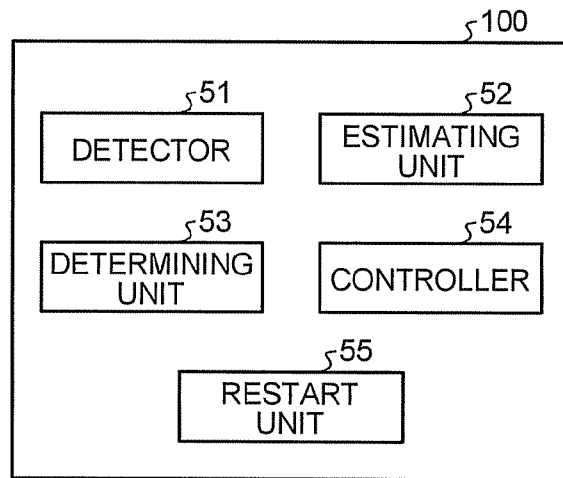 100
51
DETECTOR
52
ESTIMATING
UNIT
53
DETERMINING
UNIT
54
CONTROLLER
55
RESTART
UNIT